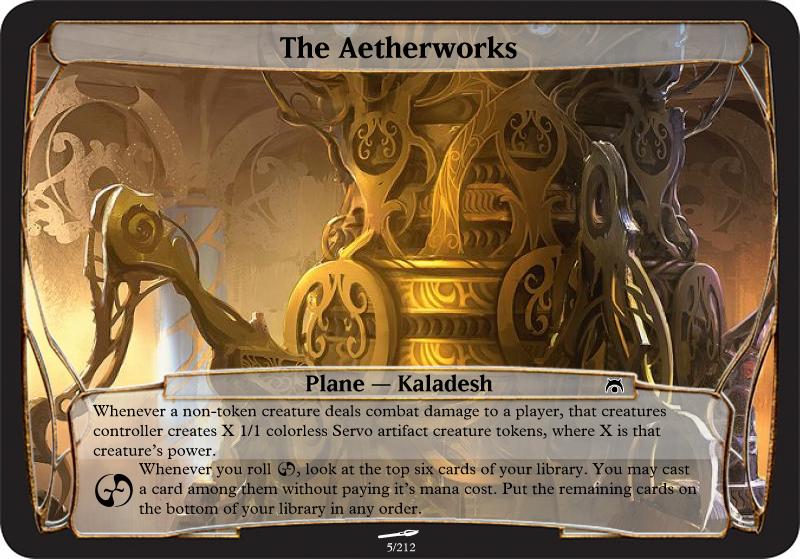 The Aetherworks
Plane — Kaladesh
Whenever a non-token creature deals combat damage to a player, that creatures
controller creates X 1/1 colorless Servo artifact creature tokens, where X is that
creature's power.
Whenever you roll , look at the top six cards of your library. You may cast
a card among them without paying it's mana cost. Put the remaining cards on
the bottom of your library in any order.
5/212